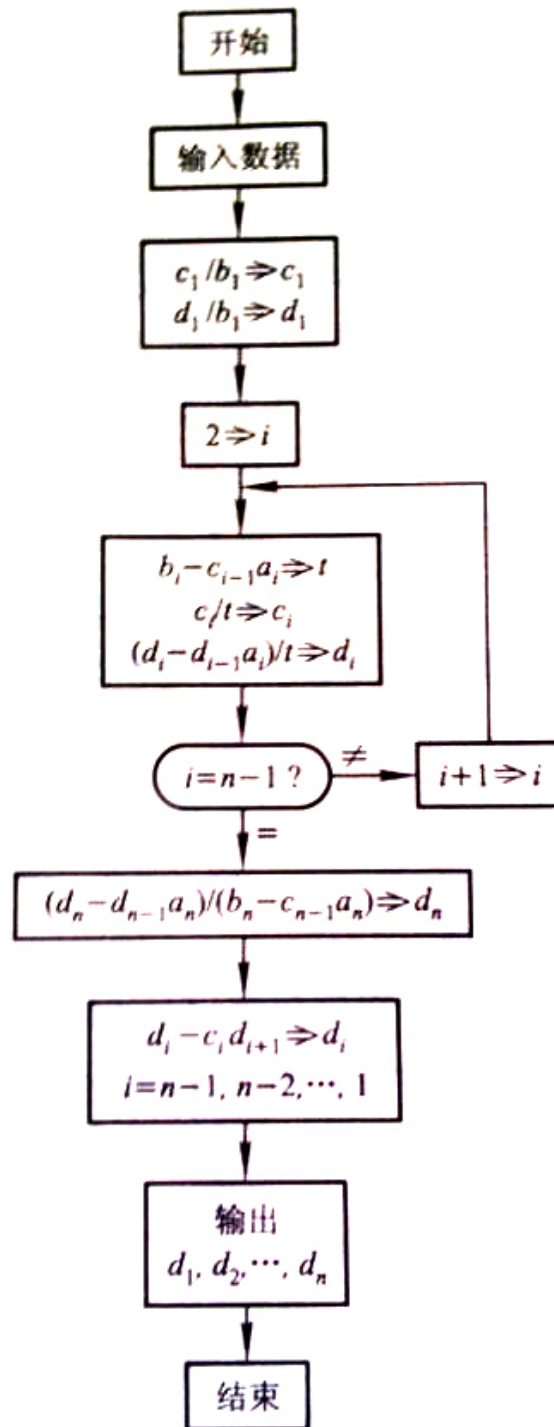 开始
输入数据
c₁/b₁⇒c₁
d₁/b₁⇒d₁
2⇒i
bᵢ−cᵢ₋₁aᵢ⇒t
cᵢ/t⇒cᵢ
(dᵢ−dᵢ₋₁aᵢ)/t⇒dᵢ
i=n−1?
≠
i+1⇒i
=
(dₙ−dₙ₋₁aₙ)/(bₙ−cₙ₋₁aₙ)⇒dₙ
dᵢ−cᵢdᵢ₊₁⇒dᵢ
i=n−1, n−2,⋯, 1
输出
d₁, d₂,⋯, dₙ
结束